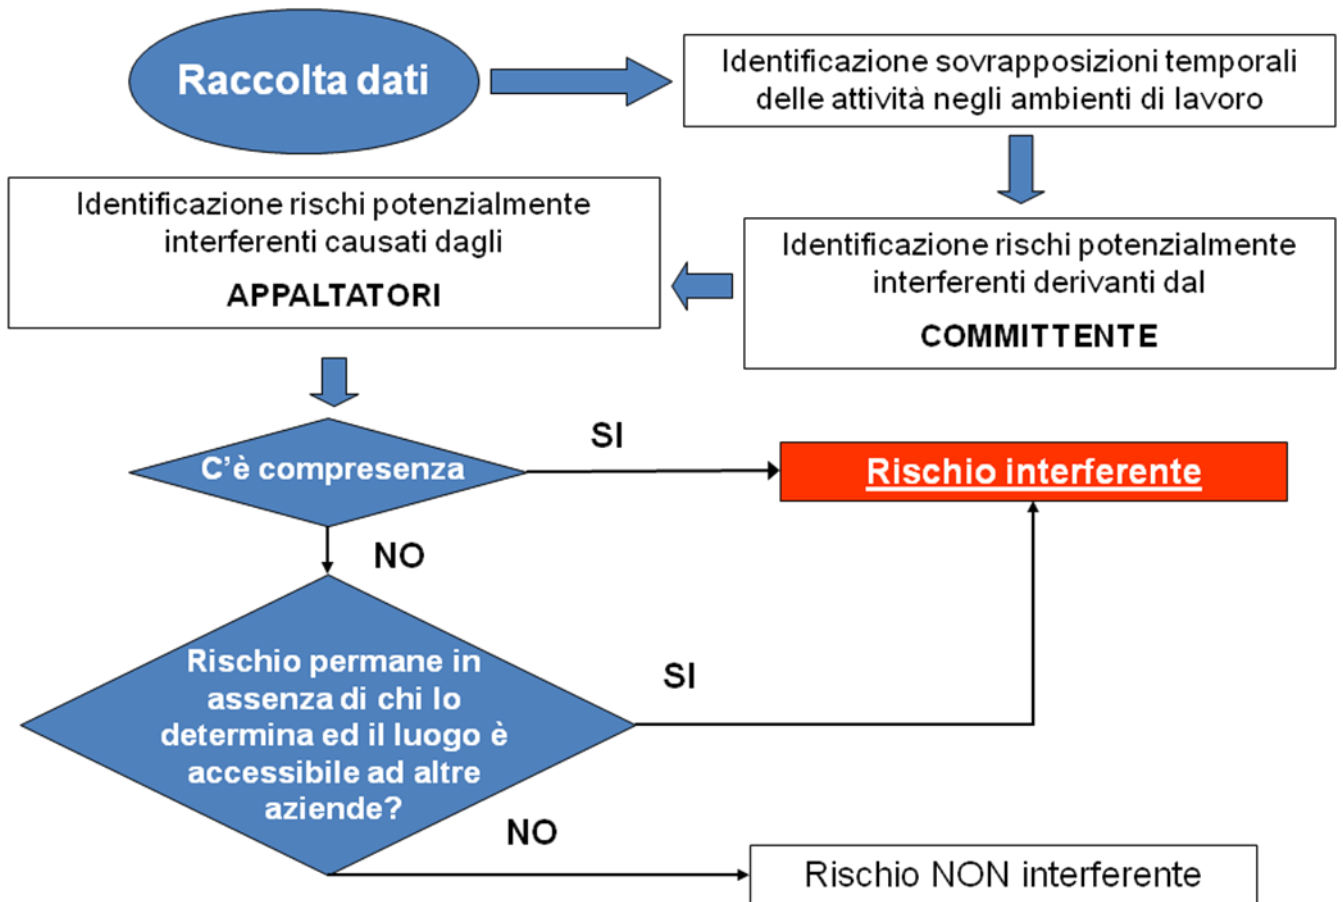 Raccolta dati
Identificazione sovrapposizioni temporali
delle attività negli ambienti di lavoro
Identificazione rischi potenzialmente
interferenti derivanti dal
COMMITTENTE
Identificazione rischi potenzialmente
interferenti causati dagli
APPALTATORI
C'è compresenza
SI
Rischio interferente
NO
Rischio permane in
assenza di chi lo
determina ed il luogo è
accessibile ad altre
aziende?
SI
NO
Rischio NON interferente